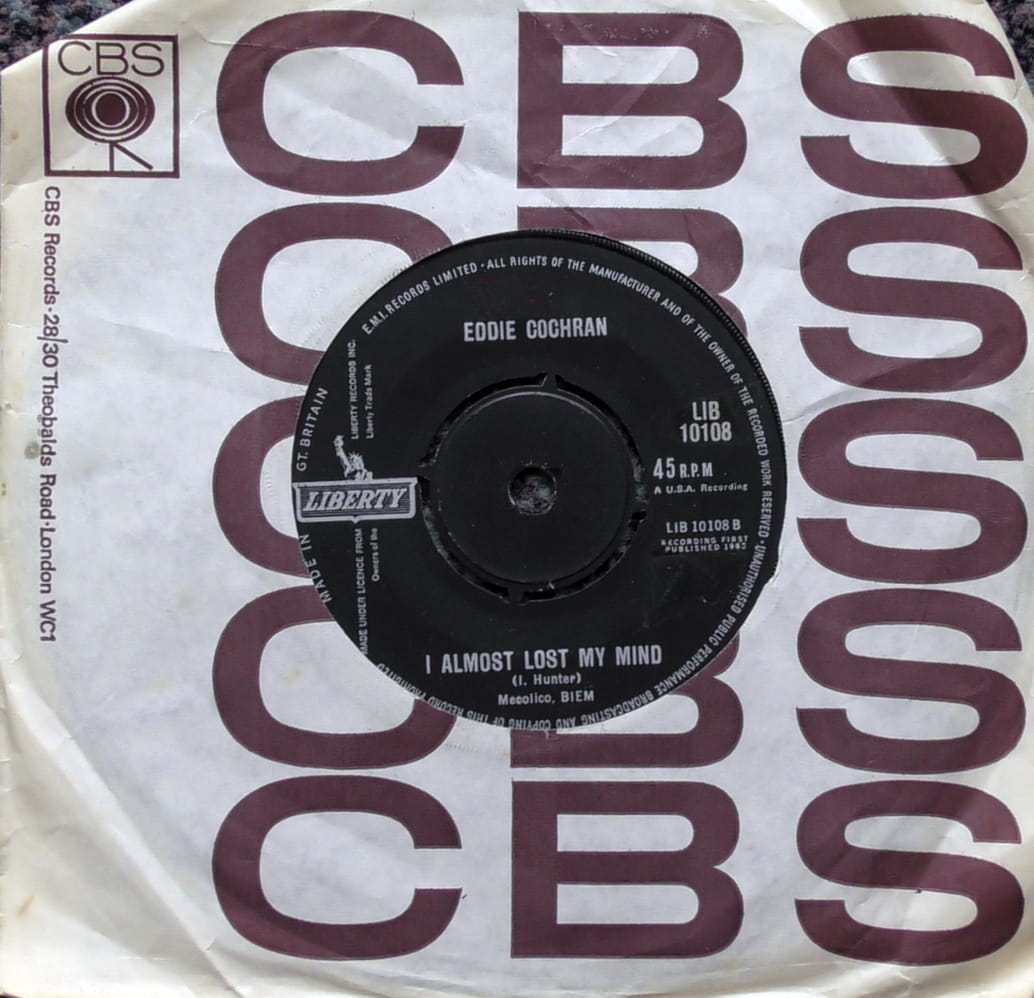 CBS
CBS Records·28/30 Theobalds Road·London WC1
CBS
CBS
CBS
CBS
CBS
E.M.I. RECORDS LIMITED · ALL RIGHTS OF THE MANUFACTURER AND OF THE OWNER OF THE RECORDED WORK RESERVED · UNAUTHORISED PUBLIC PERFORMANCE BROADCASTING AND COPYING OF THIS RECORD PROHIBITED
MADE IN GT. BRITAIN
EDDIE COCHRAN
LIBERTY RECORDS INC.
Liberty Trade Mark
LIBERTY
MADE UNDER LICENCE FROM
Owners of the
LIB
10108
45 R.P.M
A U.S.A. Recording
LIB 10108 B
RECORDING FIRST
PUBLISHED 1963
I ALMOST LOST MY MIND
(I. Hunter)
Mecolico, BIEM